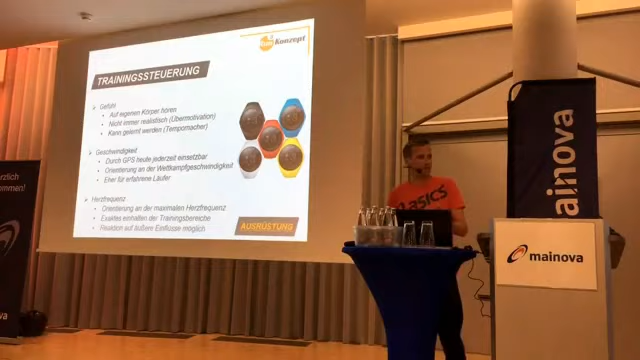 Run Konzept
TRAININGSSTEUERUNG
Gefühl
Auf eigenen Körper hören
Nicht immer realistisch (Übermotivation)
Kann gelernt werden (Tempomacher)
Geschwindigkeit
Durch GPS heute jederzeit einsetzbar
Orientierung an der Wettkampfgeschwindigkeit
Eher für erfahrene Läufer
Herzfrequenz
Orientierung an der maximalen Herzfrequenz
Exaktes einhalten der Trainingsbereiche
Reaktion auf äußere Einflüsse möglich
AUSRÜSTUNG
asics
ainova
mainova